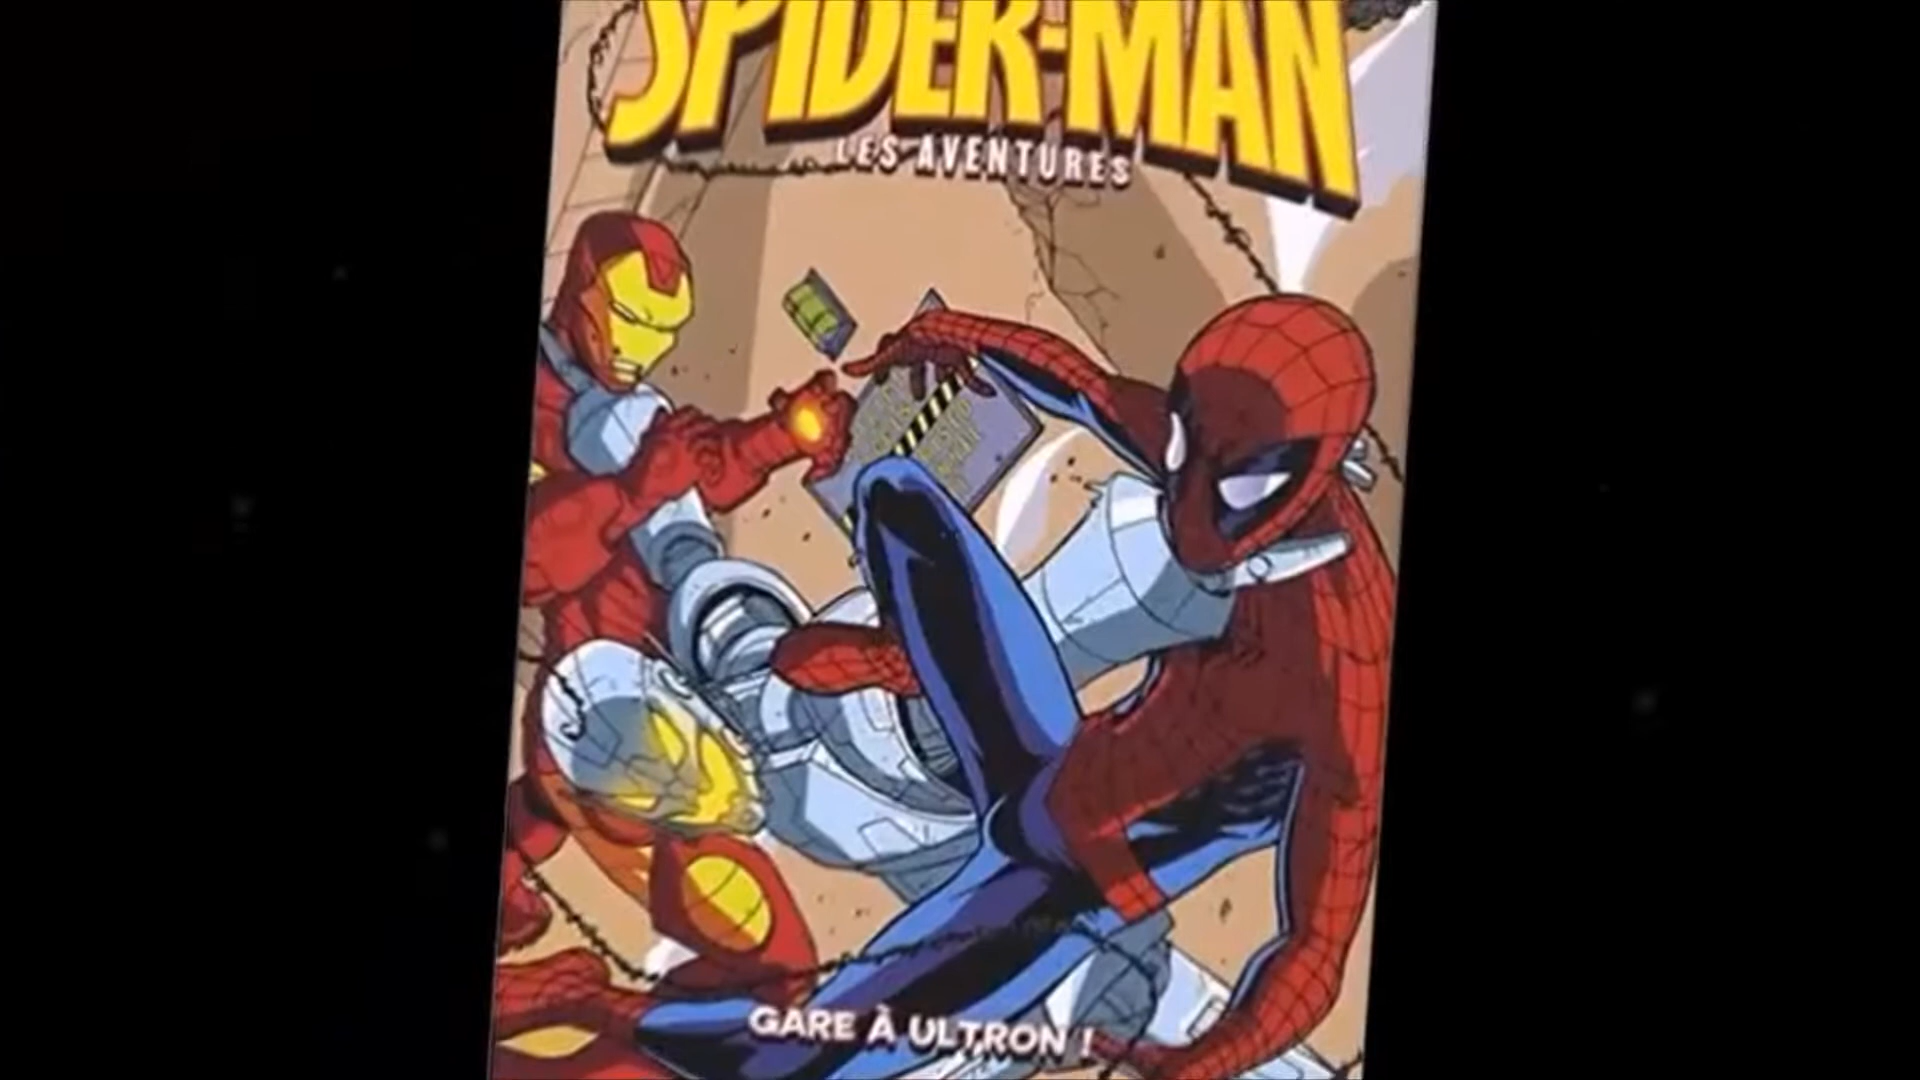 SPIDER-MAN
LES AVENTURES
GARE À ULTRON !